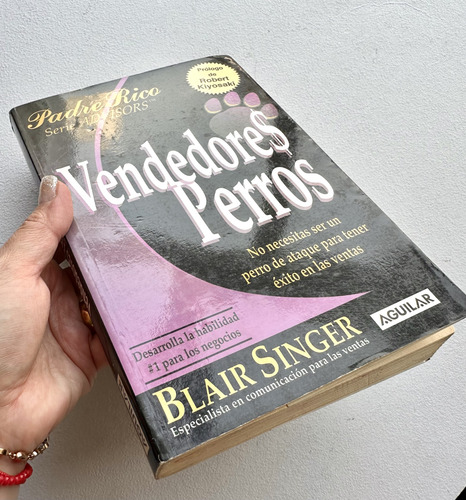 Padre Rico
Serie ADVISORS™
Prólogo
de
Robert
Kiyosaki
Vendedore$
Perros
No necesitas ser un
perro de ataque para tener
éxito en las ventas
Desarrolla la habilidad
#1 para los negocios
BLAIR SINGER
Especialista en comunicación para las ventas
AGUILAR